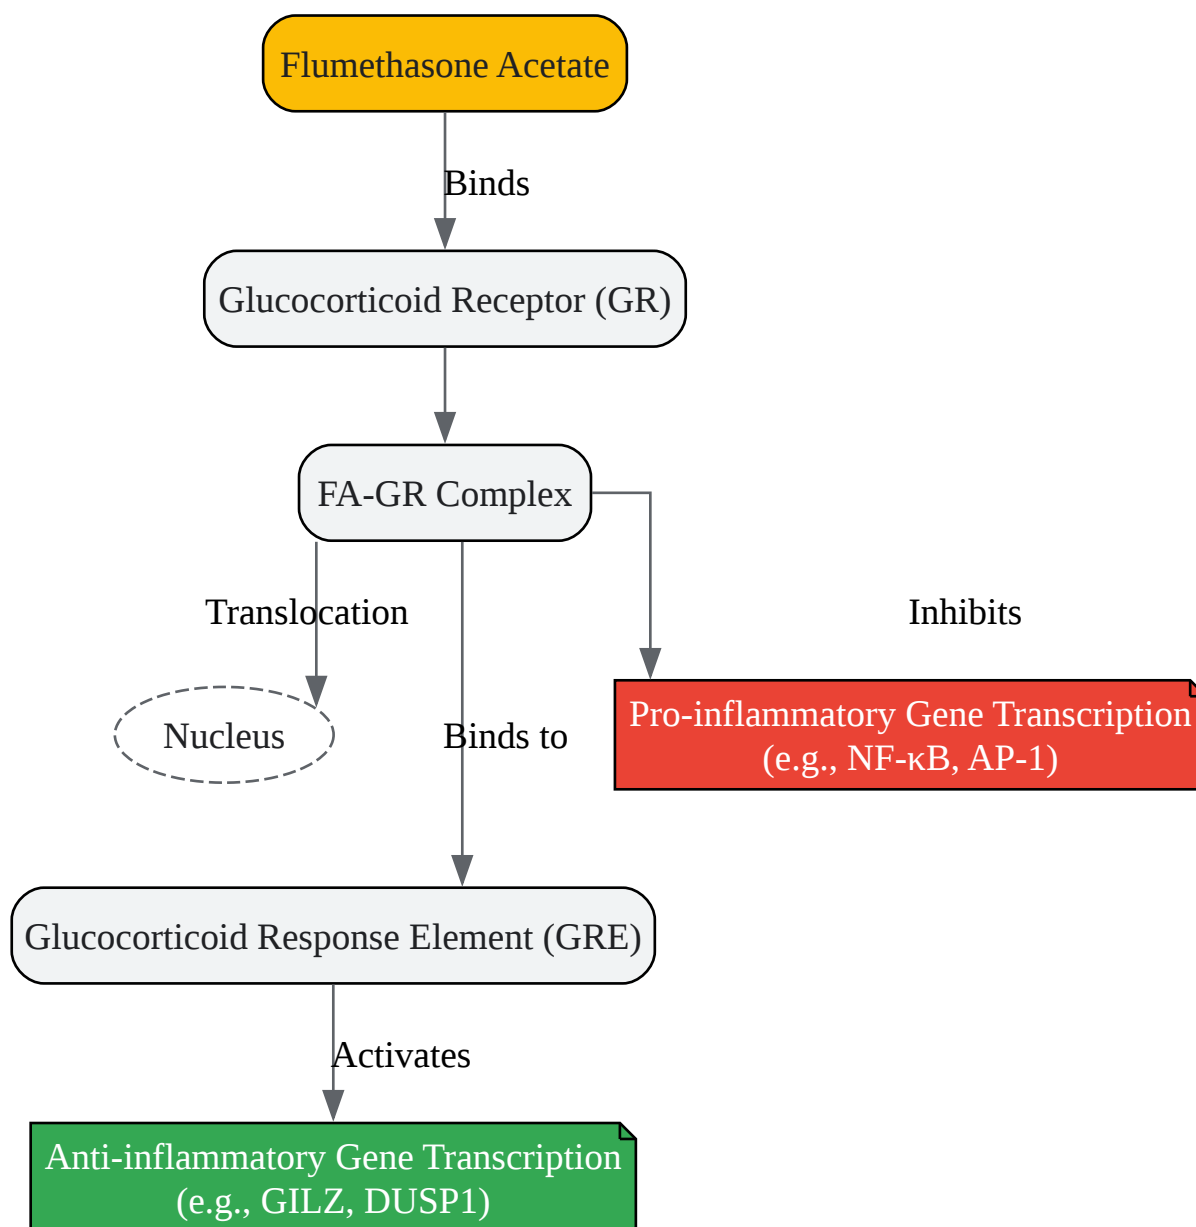 Flumethasone Acetate
Binds
Glucocorticoid Receptor (GR)
FA-GR Complex
Translocation
Inhibits
Nucleus
Binds to
Pro-inflammatory Gene Transcription
(e.g., NF-κB, AP-1)
Glucocorticoid Response Element (GRE)
Activates
Anti-inflammatory Gene Transcription
(e.g., GILZ, DUSP1)